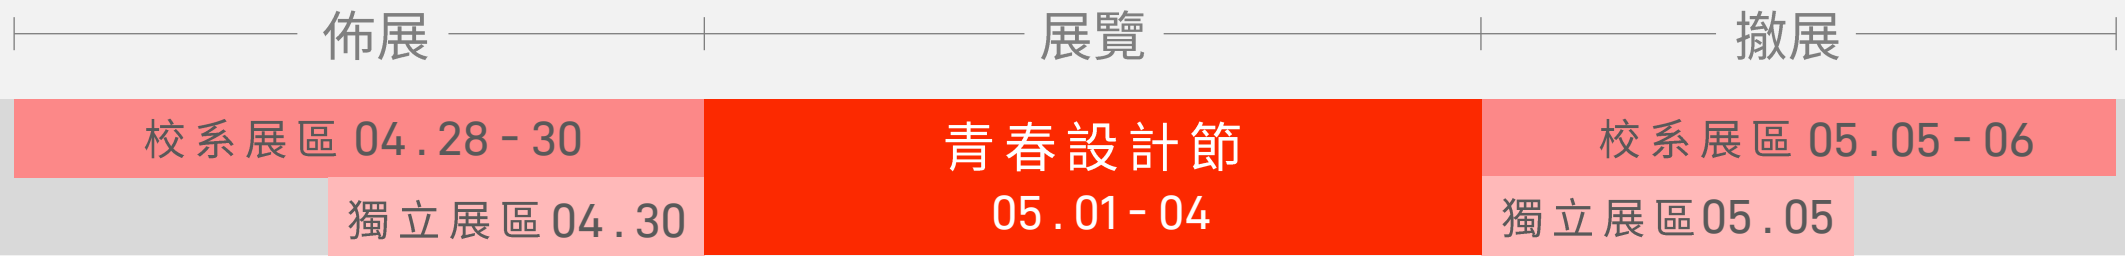 佈展
展覽
撤展
校系展區 04.28-30
獨立展區04.30
青春設計節
05.01-04
校系展區 05.05-06
獨立展區05.05